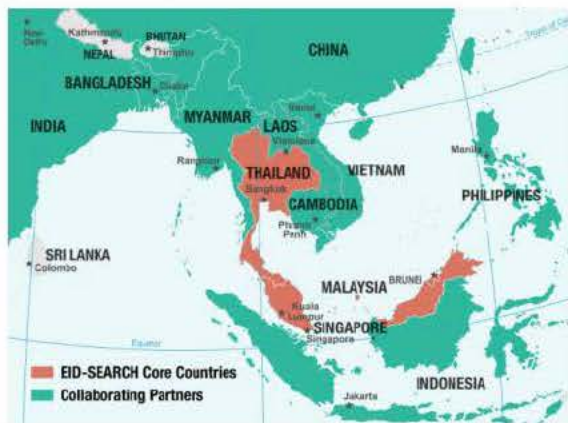 New
Delhi
Kathmandu
NEPAL
BHUTAN
Thimphu
CHINA
BANGLADESH
Dhaka
INDIA
MYANMAR
Hanoi
LAOS
Vientiane
Rangoon
THAILAND
Bangkok
VIETNAM
Manila
PHILIPPINES
CAMBODIA
Phnom
Penh
SRI LANKA
Colombo
MALAYSIA
BRUNEI
Kuala
Lumpur
SINGAPORE
Singapore
Equator
INDONESIA
Jakarta
EID-SEARCH Core Countries
Collaborating Partners